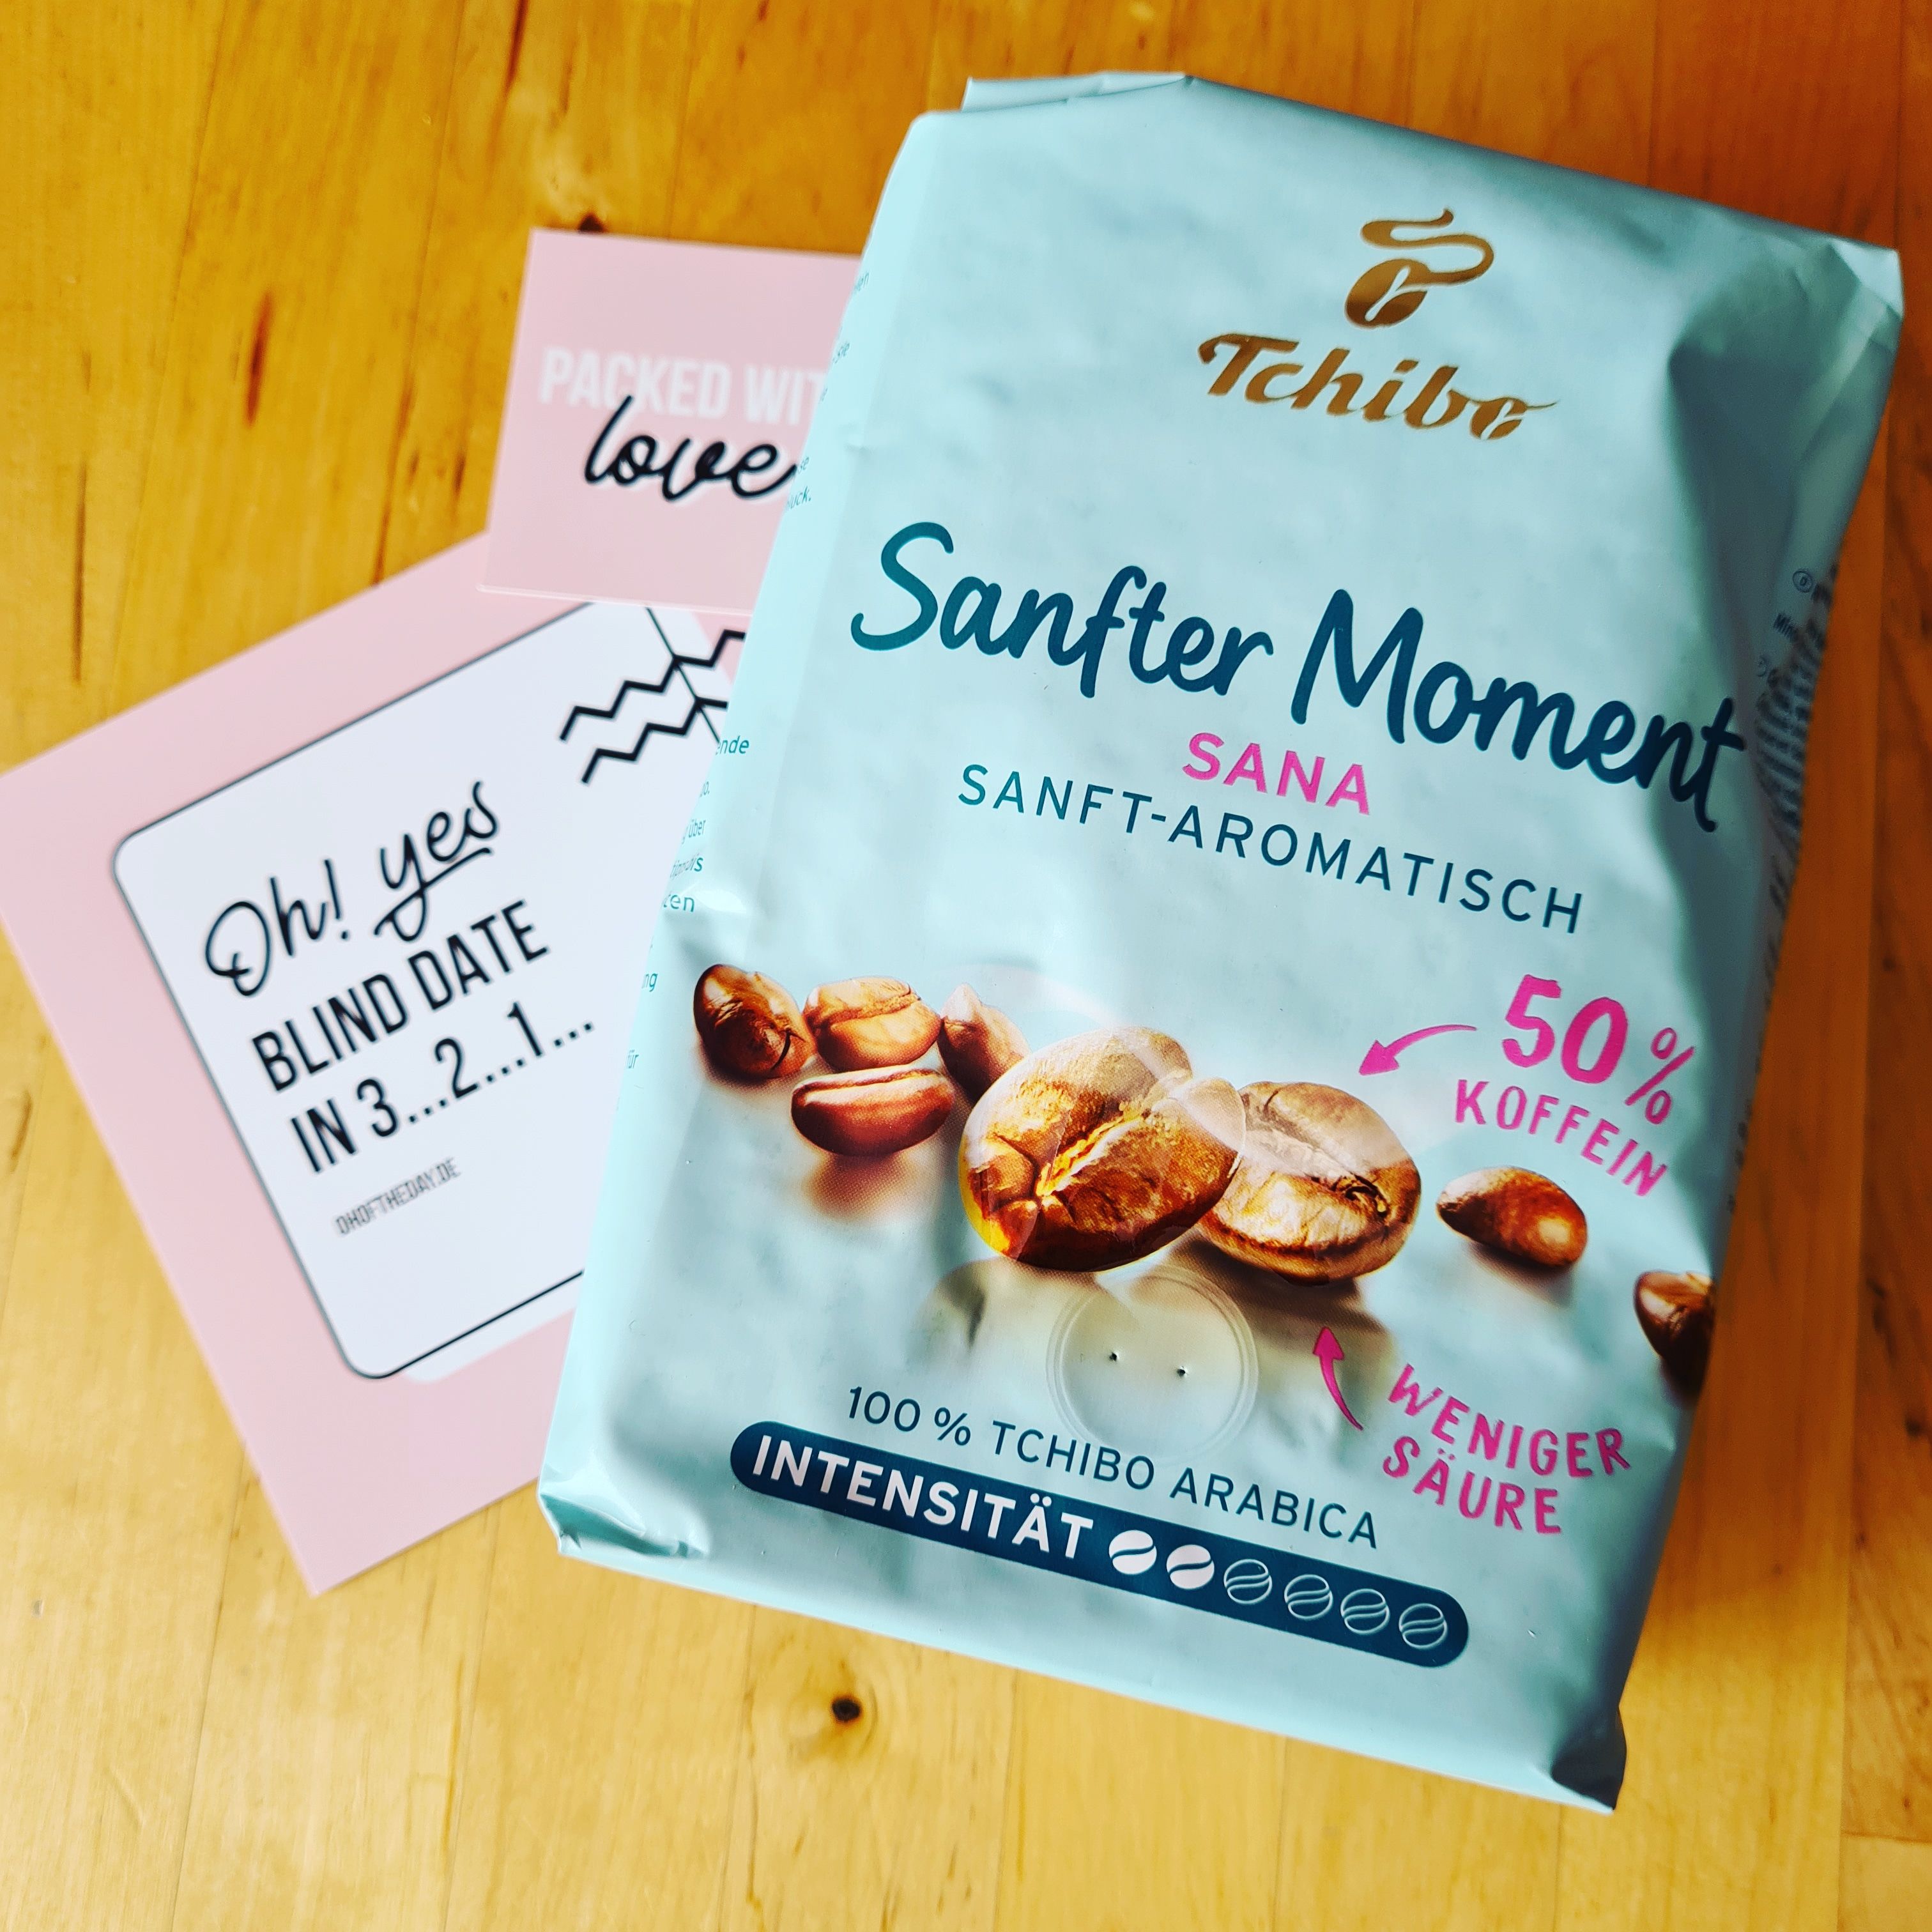 PACKED WIT
love
Oh! yes
BLIND DATE
IN 3...2...1...
OHOFTHEDAY.DE
Tchibo
Sanfter Moment
SANA
SANFT-AROMATISCH
50%
KOFFEIN
WENIGER
SÄURE
100 % TCHIBO ARABICA
INTENSITÄT